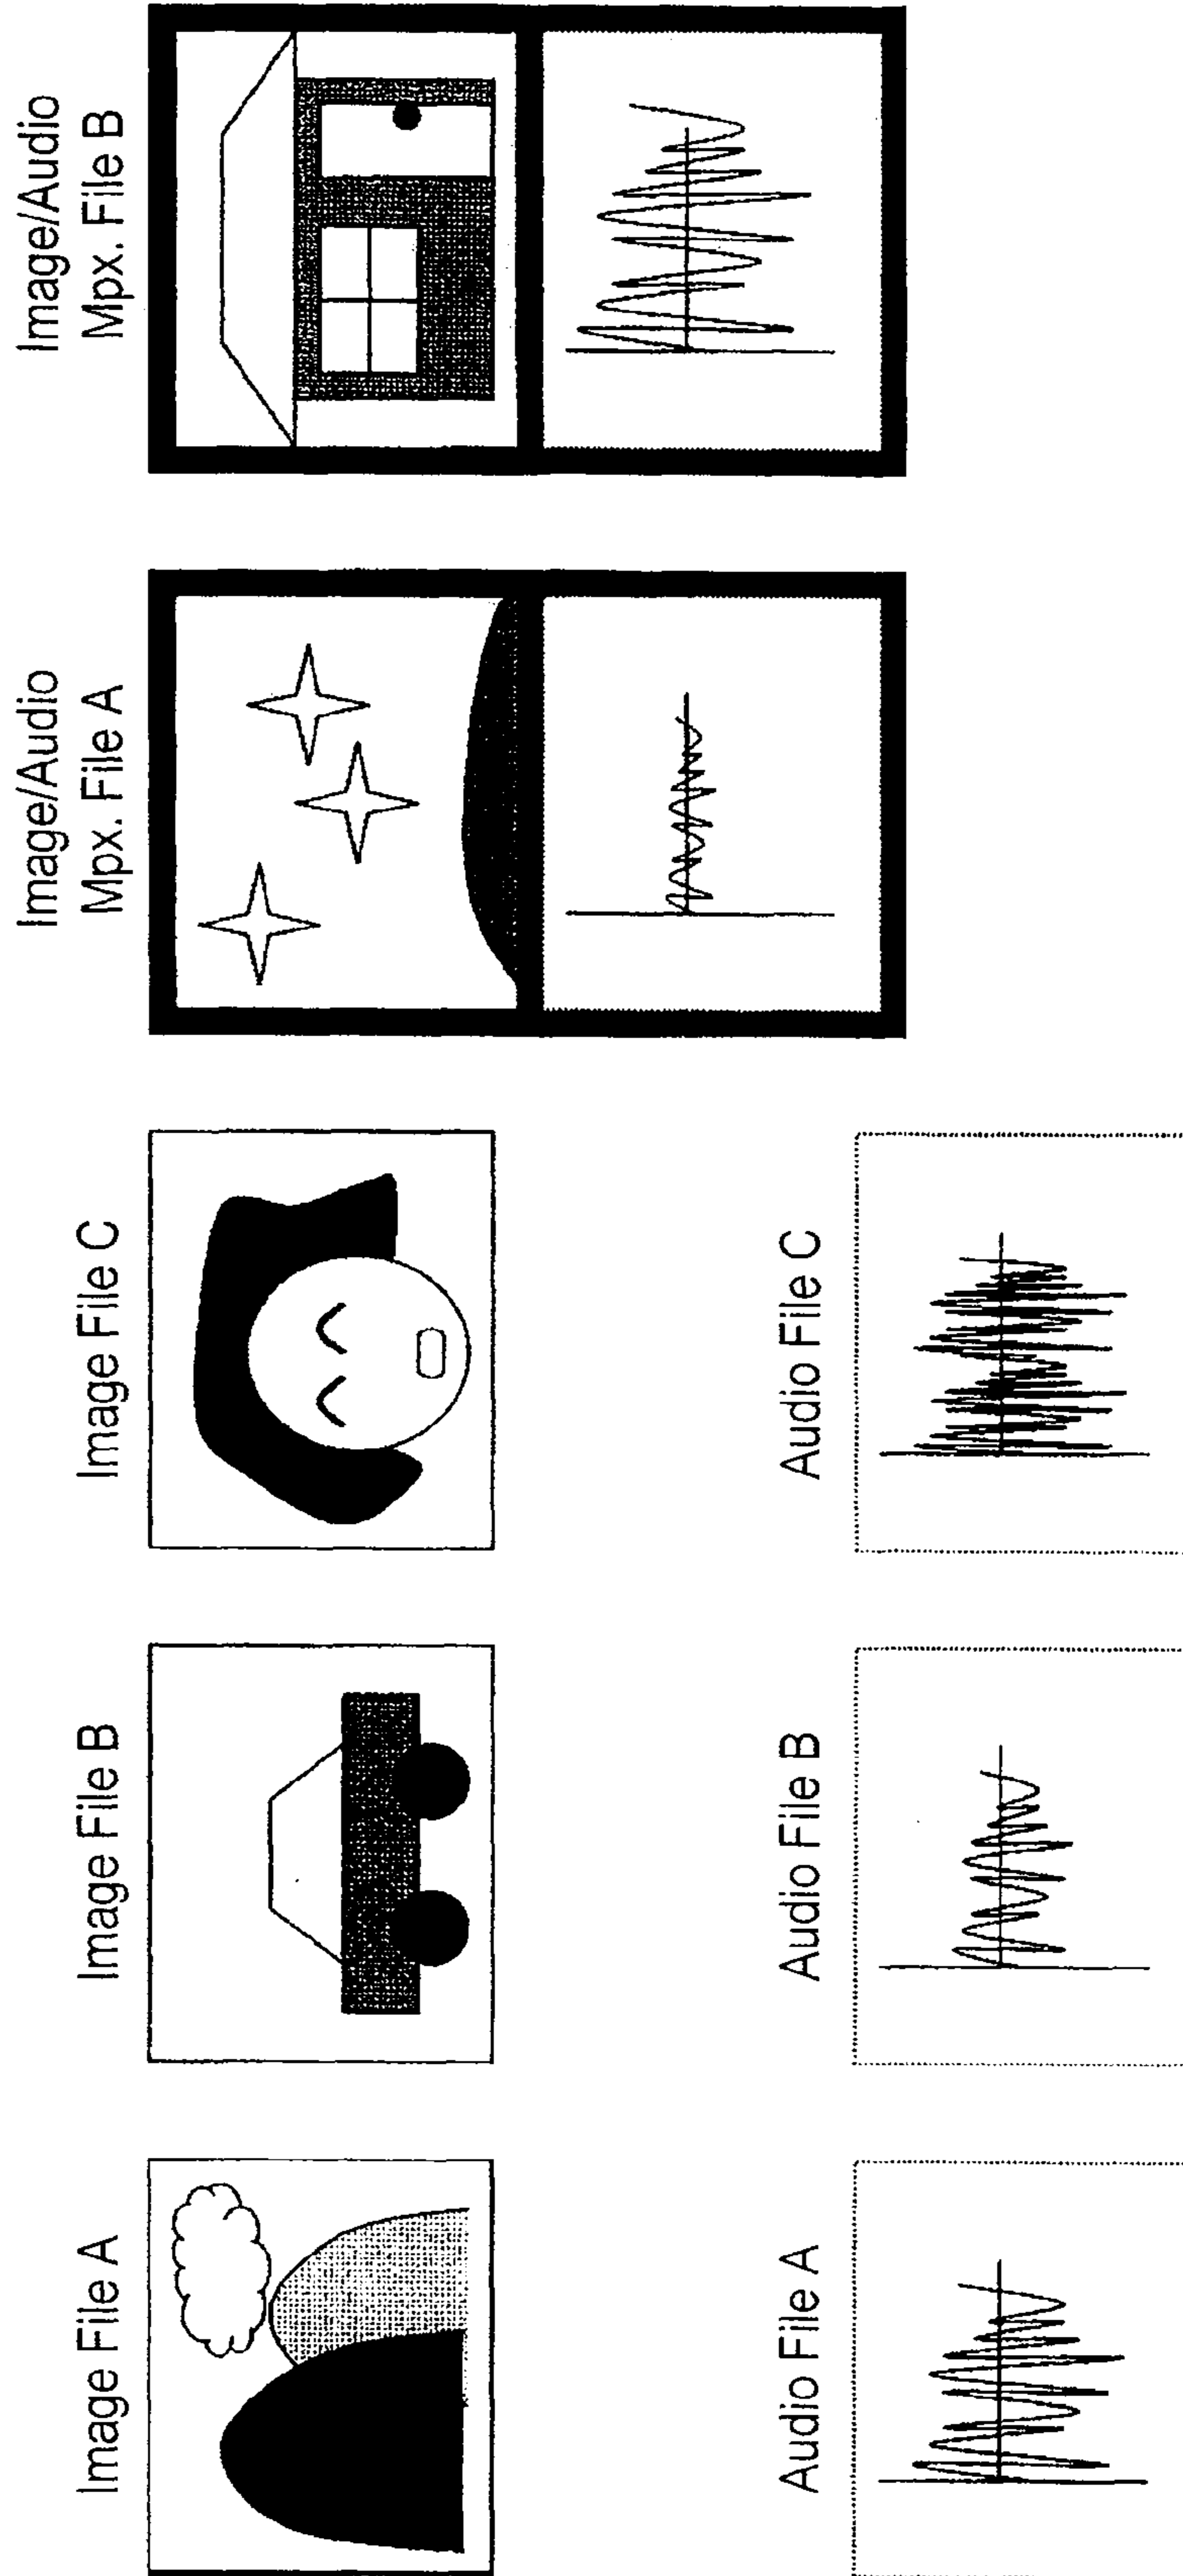 Image File A
Image File B
Image File C
Image/Audio
Mpx. File A
Image/Audio
Mpx. File B
Audio File A
Audio File B
Audio File C